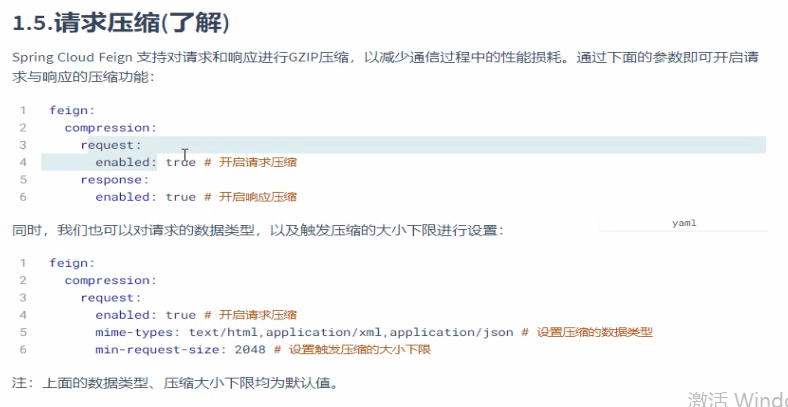 1.5.请求压缩(了解)
Spring Cloud Feign 支持对请求和响应进行GZIP压缩，以减少通信过程中的性能损耗。通过下面的参数即可开启请
求与响应的压缩功能：
1 feign:
2 compression:
3 request:
4 enabled: true # 开启请求压缩
5 response:
6 enabled: true # 开启响应压缩
同时，我们也可以对请求的数据类型，以及触发压缩的大小下限进行设置：
yaml
1 feign:
2 compression:
3 request:
4 enabled: true # 开启请求压缩
5 mime-types: text/html,application/xml,application/json # 设置压缩的数据类型
6 min-request-size: 2048 # 设置触发压缩的大小下限
注：上面的数据类型、压缩大小下限均为默认值。
激活 Windo